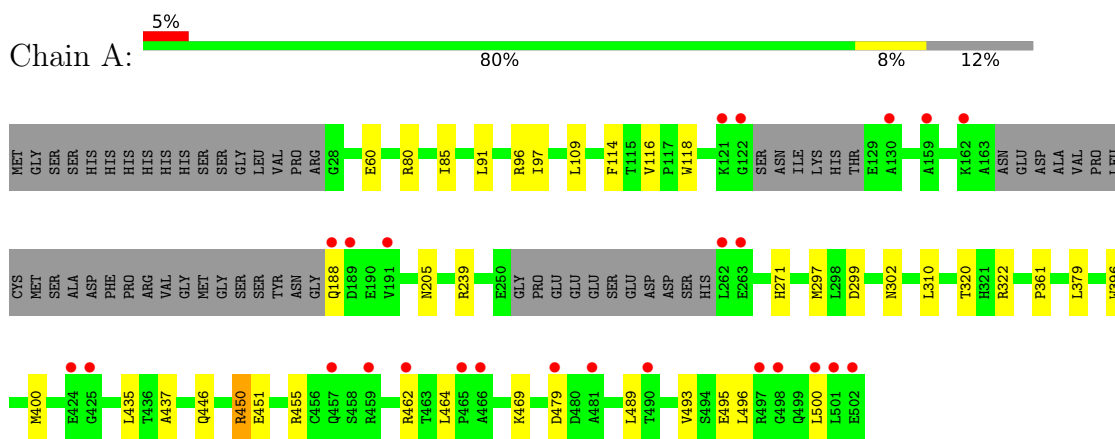 5%
Chain A:
80% 8% 12%
MET GLY SER SER HIS HIS HIS HIS HIS HIS SER SER GLY LEU VAL PRO ARG G28 E60 R80 I85 L91 R96 I97 L109 F114 T115 V116 P117 W118 K121 G122 SER ASN ILE LYS HIS THR E129 A130 A159 K162 A163 ASN GLU ASP ALA VAL PRO LEU
CYS MET SER ALA ASP PHE PRO ARG VAL GLY MET GLY SER SER TYR ASN GLY Q188 D189 E190 V191 N205 R239 E250 GLY PRO GLU GLU GLU SER GLU ASP ASP SER HIS L262 E263 H271 M297 L298 D299 N302 L310 T320 H321 R322 P361 L379 W396
M400 E424 G425 L435 T436 A437 Q446 R450 E451 R455 C456 Q457 S458 R459 R462 T463 L464 P465 A466 K469 D479 D480 A481 L489 T490 V493 S494 E495 L496 R497 G498 Q499 L500 L501 E502